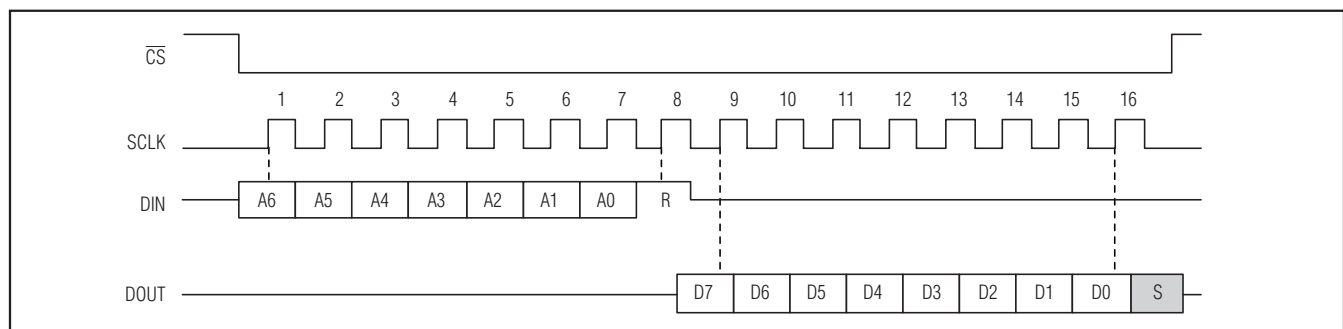 C̅S̅
1 2 3 4 5 6 7 8 9 10 11 12 13 14 15 16
SCLK
DIN A6 A5 A4 A3 A2 A1 A0 R
DOUT D7 D6 D5 D4 D3 D2 D1 D0 S